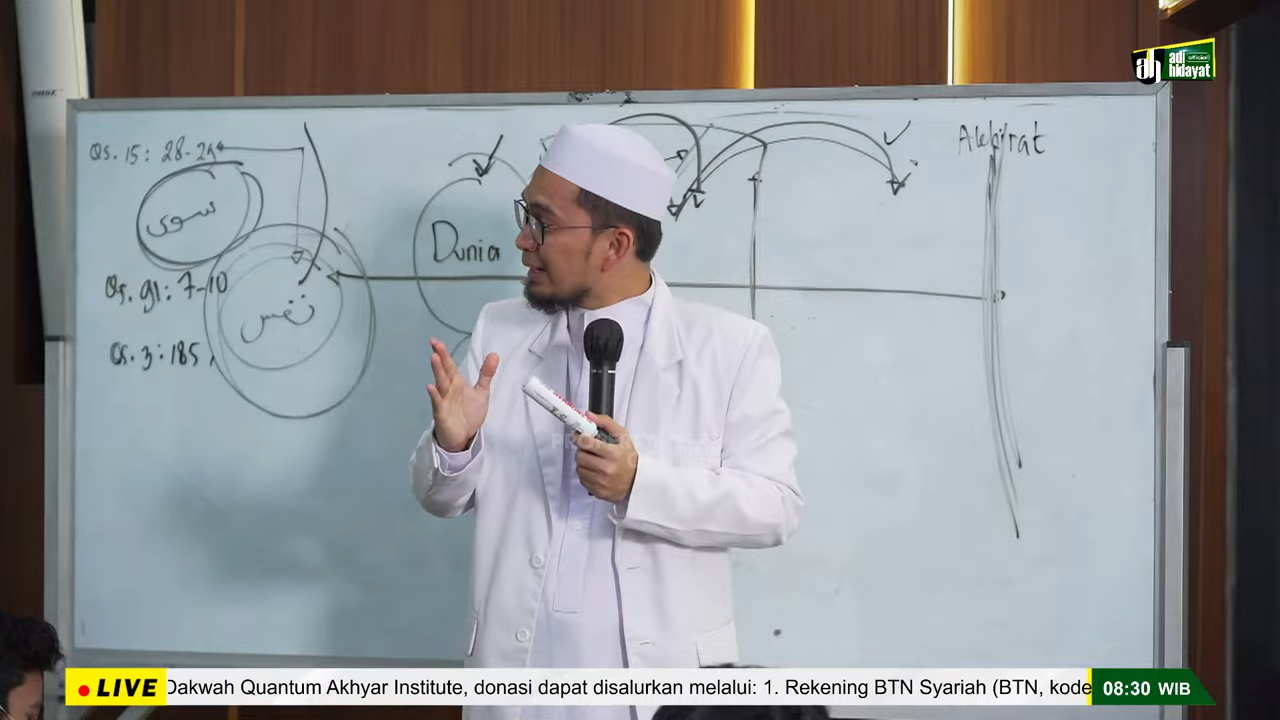 adi
official
hidayat
Qs. 15: 28-29
Akhirat
سوى
Dunia
Qs. 91: 7-10
نفس
Qs. 3: 185
LIVE
Dakwah Quantum Akhyar Institute, donasi dapat disalurkan melalui: 1. Rekening BTN Syariah (BTN, kode
08:30 WIB